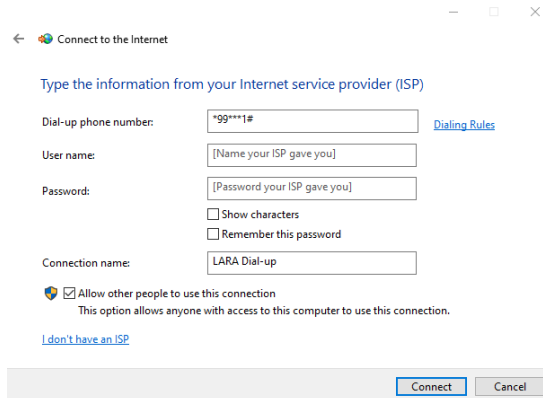 Connect to the Internet
Type the information from your Internet service provider (ISP)
Dial-up phone number: *99***1# Dialing Rules
User name: [Name your ISP gave you]
Password: [Password your ISP gave you]
Show characters
Remember this password
Connection name: LARA Dial-up
Allow other people to use this connection
This option allows anyone with access to this computer to use this connection.
I don't have an ISP
Connect Cancel